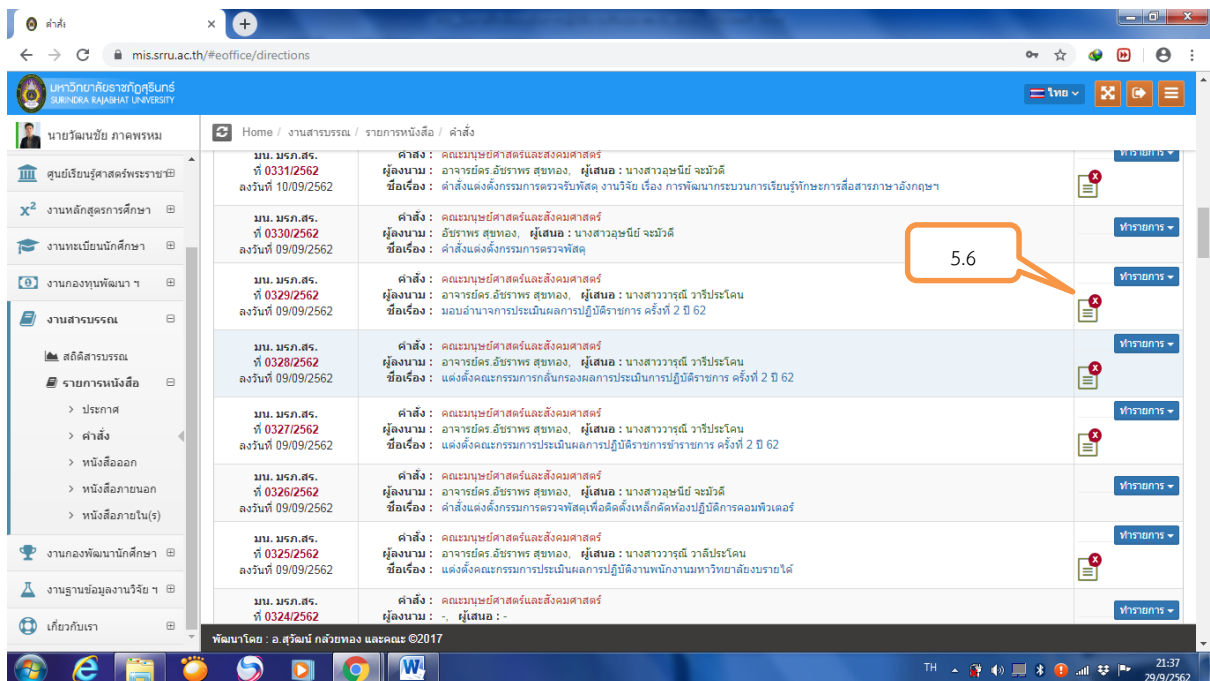 คำสั่ง
mis.srru.ac.th/#eoffice/directions
มหาวิทยาลัยราชภัฏสุรินทร์
SURINDRA RAJABHAT UNIVERSITY
ไทย
นายวัฒนชัย ภาคพรหม
Home / งานสารบรรณ / รายการหนังสือ / คำสั่ง
ศูนย์เรียนรู้ศาสตร์พระราชา
งานหลักสูตรการศึกษา
งานทะเบียนนักศึกษา
งานกองทุนพัฒนา ฯ
งานสารบรรณ
สถิติสารบรรณ
รายการหนังสือ
> ประกาศ
> คำสั่ง
> หนังสือออก
> หนังสือภายนอก
> หนังสือภายใน(ร)
งานกองพัฒนานักศึกษา
งานฐานข้อมูลงานวิจัย ฯ
เกี่ยวกับเรา
มน. มรภ.สร. คำสั่ง : คณะมนุษย์ศาสตร์และสังคมศาสตร์ ทำรายการ
ที่ 0331/2562 ผู้ลงนาม : อาจารย์ดร.อัชราพร สุขทอง, ผู้เสนอ : นางสาวอุษนีย์ จะมัวดี
ลงวันที่ 10/09/2562 ชื่อเรื่อง : คำสั่งแต่งตั้งกรรมการตรวจรับพัสดุ งานวิจัย เรื่อง การพัฒนากระบวนการเรียนรู้ทักษะการสื่อสารภาษาอังกฤษฯ
มน. มรภ.สร. คำสั่ง : คณะมนุษย์ศาสตร์และสังคมศาสตร์ ทำรายการ
ที่ 0330/2562 ผู้ลงนาม : อัชราพร สุขทอง, ผู้เสนอ : นางสาวอุษนีย์ จะมัวดี
ลงวันที่ 09/09/2562 ชื่อเรื่อง : คำสั่งแต่งตั้งกรรมการตรวจพัสดุ
5.6
มน. มรภ.สร. คำสั่ง : คณะมนุษย์ศาสตร์และสังคมศาสตร์ ทำรายการ
ที่ 0329/2562 ผู้ลงนาม : อาจารย์ดร.อัชราพร สุขทอง, ผู้เสนอ : นางสาววารุณี วารีประโคน
ลงวันที่ 09/09/2562 ชื่อเรื่อง : มอบอำนาจการประเมินผลการปฏิบัติราชการ ครั้งที่ 2 ปี 62
มน. มรภ.สร. คำสั่ง : คณะมนุษย์ศาสตร์และสังคมศาสตร์ ทำรายการ
ที่ 0328/2562 ผู้ลงนาม : อาจารย์ดร.อัชราพร สุขทอง, ผู้เสนอ : นางสาววารุณี วารีประโคน
ลงวันที่ 09/09/2562 ชื่อเรื่อง : แต่งตั้งคณะกรรมการกลั่นกรองผลการประเมินการปฏิบัติราชการ ครั้งที่ 2 ปี 62
มน. มรภ.สร. คำสั่ง : คณะมนุษย์ศาสตร์และสังคมศาสตร์ ทำรายการ
ที่ 0327/2562 ผู้ลงนาม : อาจารย์ดร.อัชราพร สุขทอง, ผู้เสนอ : นางสาววารุณี วารีประโคน
ลงวันที่ 09/09/2562 ชื่อเรื่อง : แต่งตั้งคณะกรรมการประเมินผลการปฏิบัติราชการข้าราชการ ครั้งที่ 2 ปี 62
มน. มรภ.สร. คำสั่ง : คณะมนุษย์ศาสตร์และสังคมศาสตร์ ทำรายการ
ที่ 0326/2562 ผู้ลงนาม : อาจารย์ดร.อัชราพร สุขทอง, ผู้เสนอ : นางสาวอุษนีย์ จะมัวดี
ลงวันที่ 09/09/2562 ชื่อเรื่อง : คำสั่งแต่งตั้งกรรมการตรวจพัสดุเพื่อติดตั้งเหล็กดัดห้องปฏิบัติการคอมพิวเตอร์
มน. มรภ.สร. คำสั่ง : คณะมนุษย์ศาสตร์และสังคมศาสตร์ ทำรายการ
ที่ 0325/2562 ผู้ลงนาม : อาจารย์ดร.อัชราพร สุขทอง, ผู้เสนอ : นางสาววารุณี วาลีประโคน
ลงวันที่ 09/09/2562 ชื่อเรื่อง : แต่งตั้งคณะกรรมการประเมินผลการปฏิบัติงานพนักงานมหาวิทาลัยงบรายได้
มน. มรภ.สร. คำสั่ง : คณะมนุษย์ศาสตร์และสังคมศาสตร์ ทำรายการ
ที่ 0324/2562 ผู้ลงนาม : -, ผู้เสนอ : -
พัฒนาโดย : อ.สุวัฒน์ กล้วยทอง และคณะ ©2017
TH
21:37
29/9/2562